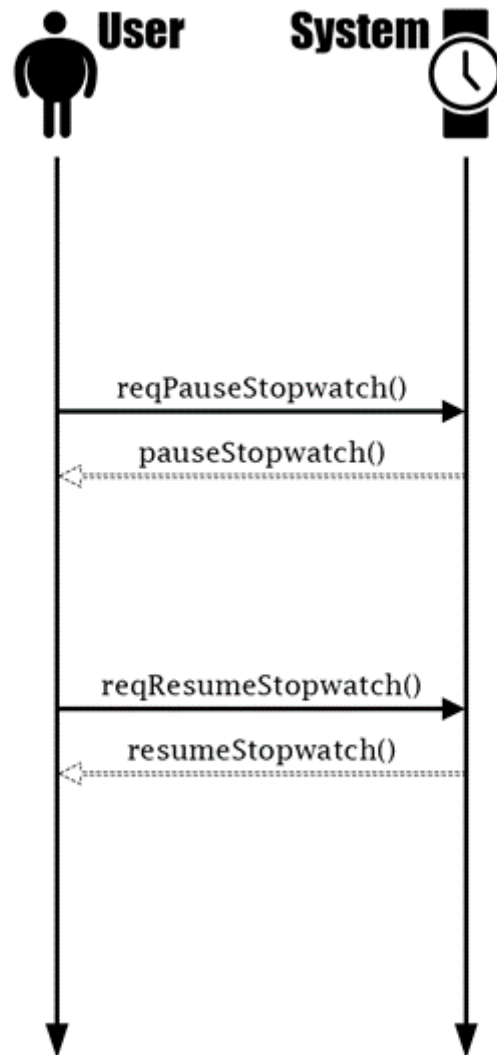 User
System
reqPauseStopwatch()
pauseStopwatch()
reqResumeStopwatch()
resumeStopwatch()